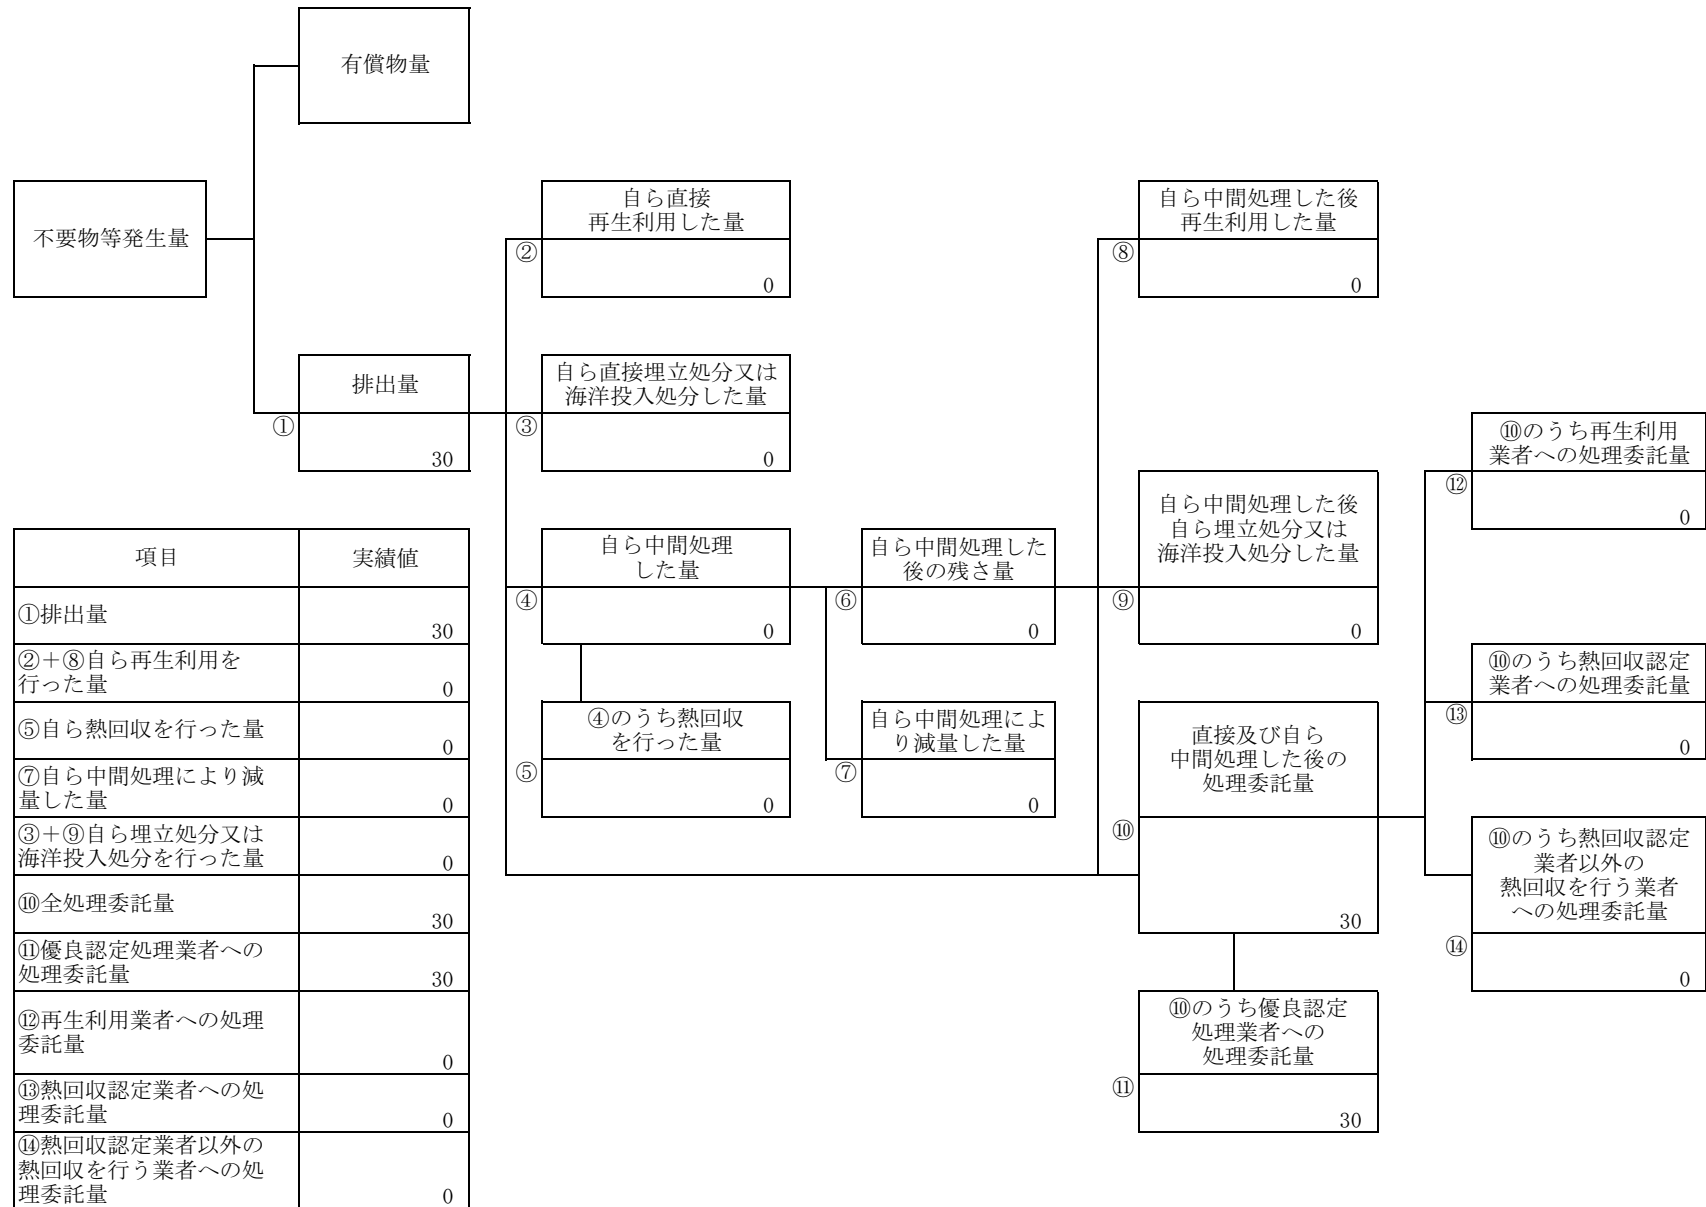 有償物量
不要物等発生量
自ら直接
再生利用した量
②
0
自ら中間処理した後
再生利用した量
⑧
0
排出量
①
30
自ら直接埋立処分又は
海洋投入処分した量
③
0
⑩のうち再生利用
業者への処理委託量
⑫
0
自ら中間処理
した量
④
0
自ら中間処理した
後の残さ量
⑥
0
自ら中間処理した後
自ら埋立処分又は
海洋投入処分した量
⑨
0
⑩のうち熱回収認定
業者への処理委託量
⑬
0
④のうち熱回収
を行った量
⑤
0
自ら中間処理によ
り減量した量
⑦
0
直接及び自ら
中間処理した後の
処理委託量
⑩
30
⑩のうち熱回収認定
業者以外の
熱回収を行う業者
への処理委託量
⑭
0
⑩のうち優良認定
処理業者への
処理委託量
⑪
30
項目 実績値
①排出量
30
②+⑧自ら再生利用を
行った量
0
⑤自ら熱回収を行った量
0
⑦自ら中間処理により減
量した量
0
③+⑨自ら埋立処分又は
海洋投入処分を行った量
0
⑩全処理委託量
30
⑪優良認定処理業者への
処理委託量
30
⑫再生利用業者への処理
委託量
0
⑬熱回収認定業者への処
理委託量
0
⑭熱回収認定業者以外の
熱回収を行う業者への処
理委託量
0